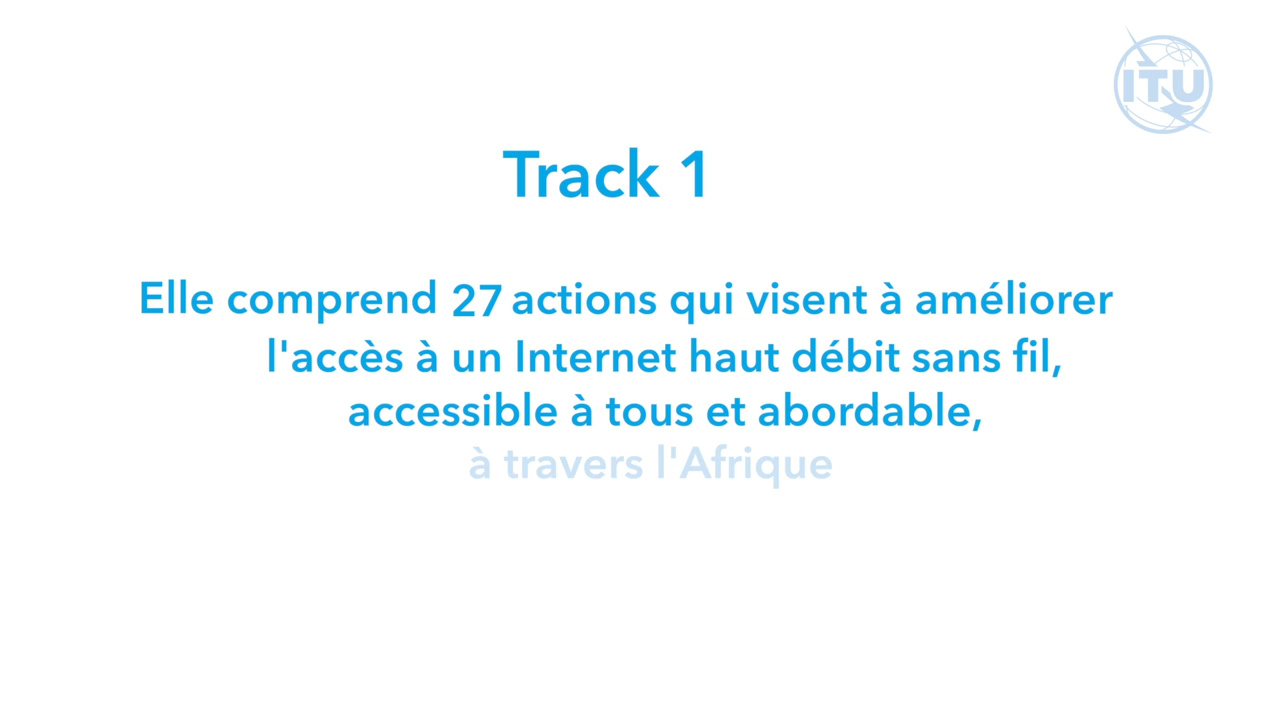 ITU
Track 1
Elle comprend 27 actions qui visent à améliorer
l'accès à un Internet haut débit sans fil,
accessible à tous et abordable,
à travers l'Afrique